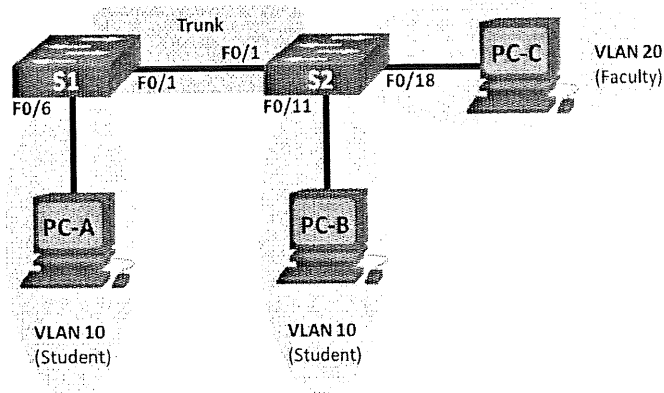 Trunk
S1
F0/1
F0/1
S2
F0/18
PC-C
VLAN 20
(Faculty)
F0/6
F0/11
PC-A
PC-B
VLAN 10
(Student)
VLAN 10
(Student)